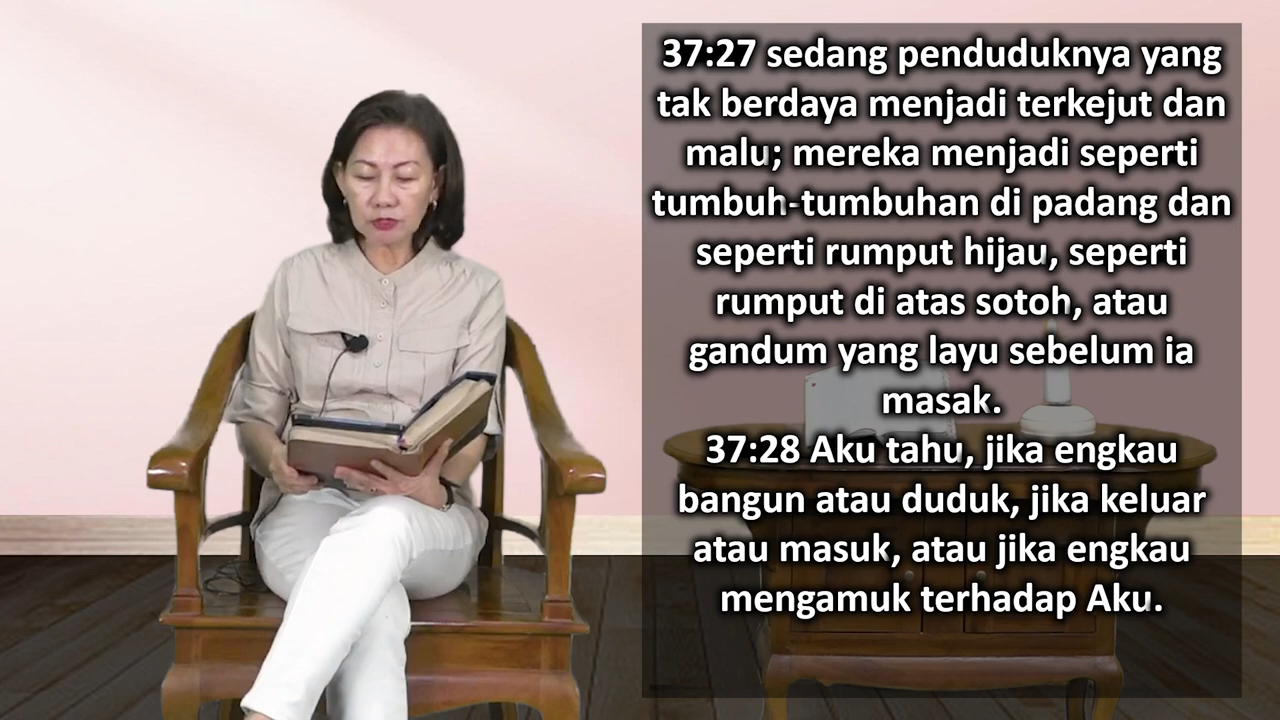 37:27 sedang penduduknya yang
tak berdaya menjadi terkejut dan
malu; mereka menjadi seperti
tumbuh-tumbuhan di padang dan
seperti rumput hijau, seperti
rumput di atas sotoh, atau
gandum yang layu sebelum ia
masak.
37:28 Aku tahu, jika engkau
bangun atau duduk, jika keluar
atau masuk, atau jika engkau
mengamuk terhadap Aku.